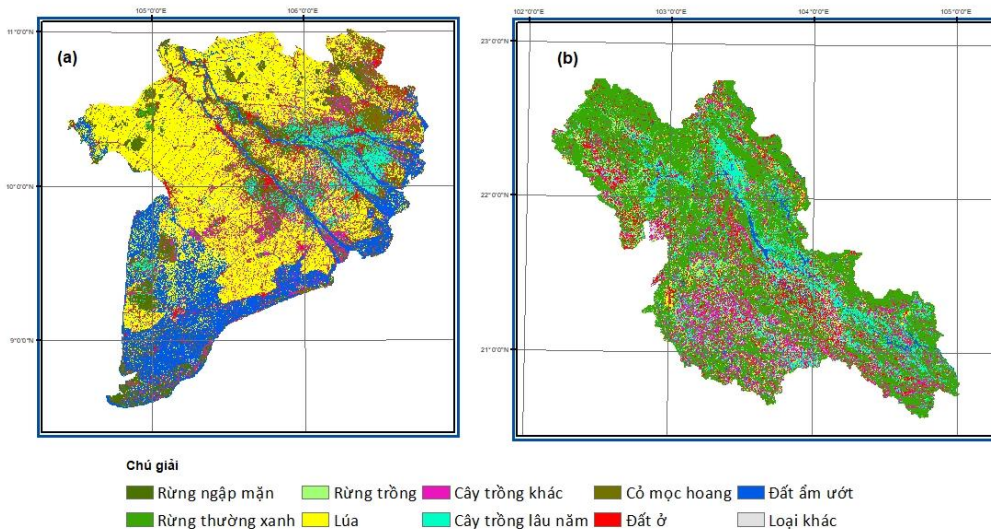 105°0'0"E 106°0'0"E
102°0'0"E 103°0'0"E 104°0'0"E 105°0'0"E
11°0'0"N
10°0'0"N
9°0'0"N
(a)
23°0'0"N
22°0'0"N
21°0'0"N
(b)
Chú giải
Rừng ngập mặn Rừng trồng Cây trồng khác Cỏ mọc hoang Đất ẩm ướt
Rừng thường xanh Lúa Cây trồng lâu năm Đất ở Loại khác